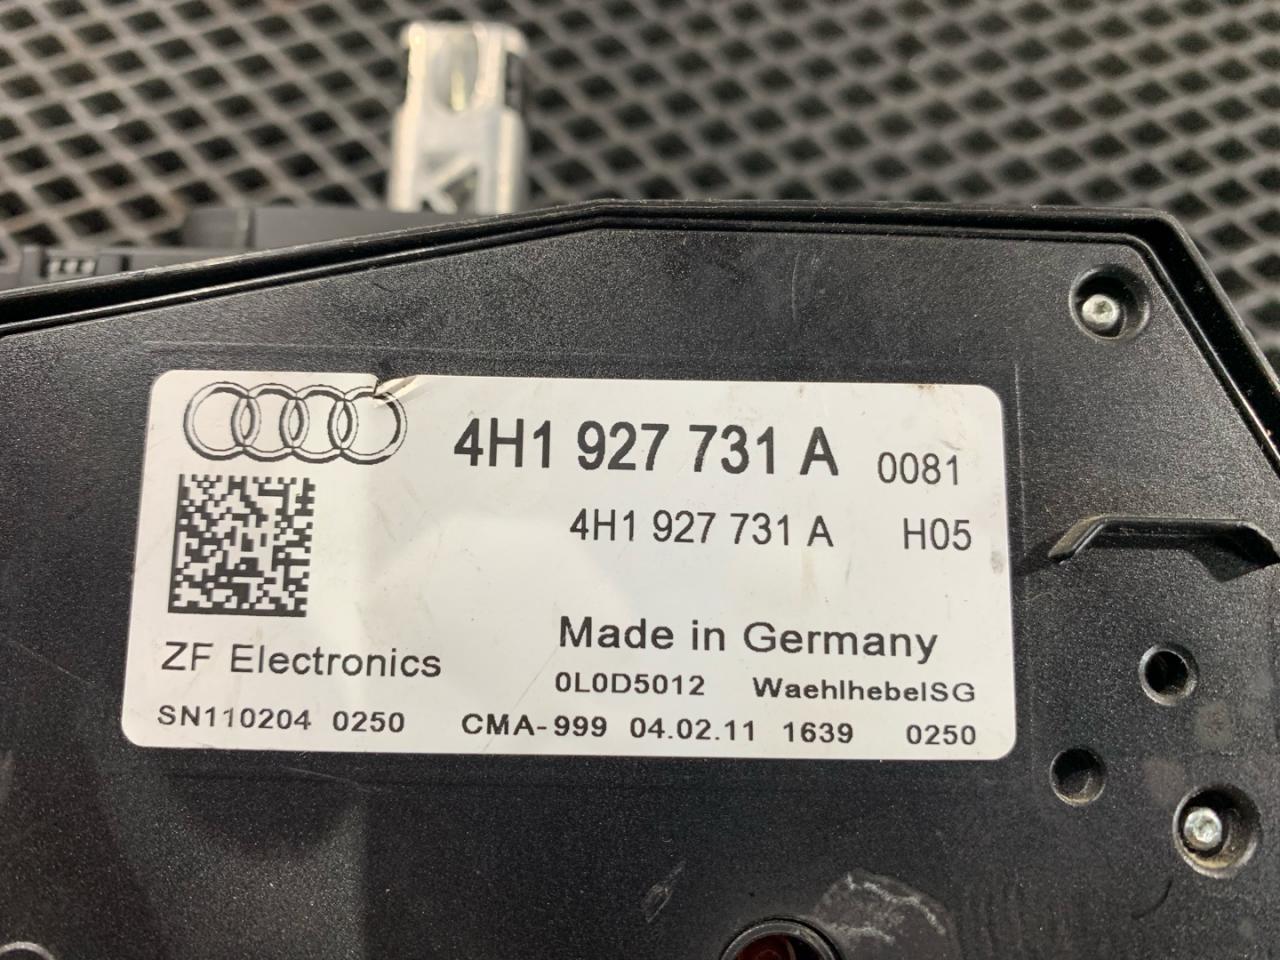 4H1 927 731 A 0081
4H1 927 731 A H05
Made in Germany
ZF Electronics
0L0D5012 WaehlhebelSG
SN110204 0250 CMA-999 04.02.11 1639 0250